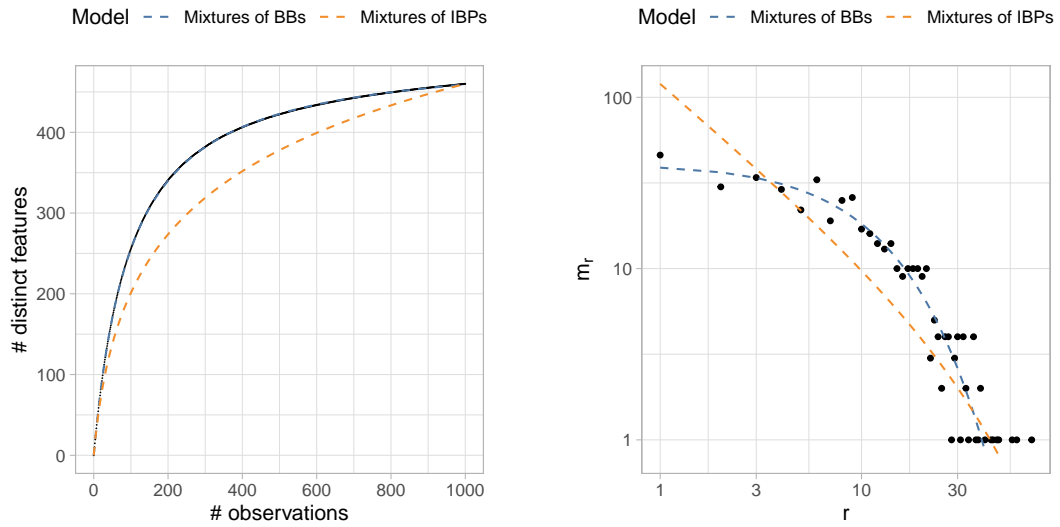 Model Mixtures of BBs Mixtures of IBPs
# distinct features
400
300
200
100
0
0 200 400 600 800 1000
# observations
Model Mixtures of BBs Mixtures of IBPs
m_r
100
10
1
1 3 10 30
r